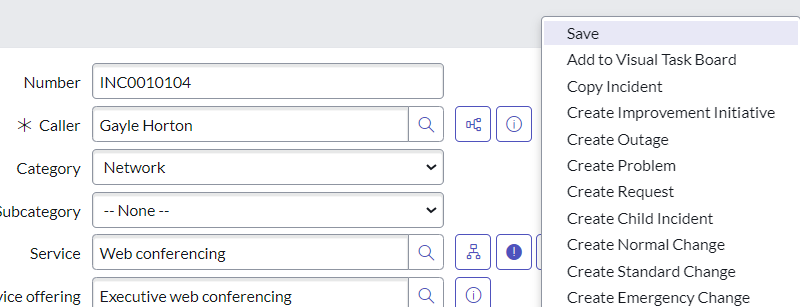 Save
Add to Visual Task Board
Number INC0010104
Copy Incident
Create Improvement Initiative
Caller Gayle Horton
Create Outage
Category Network
Create Problem
Create Request
Subcategory -- None --
Create Child Incident
Service Web conferencing
Create Normal Change
Create Standard Change
offering Executive web conferencing
Create Emergency Change